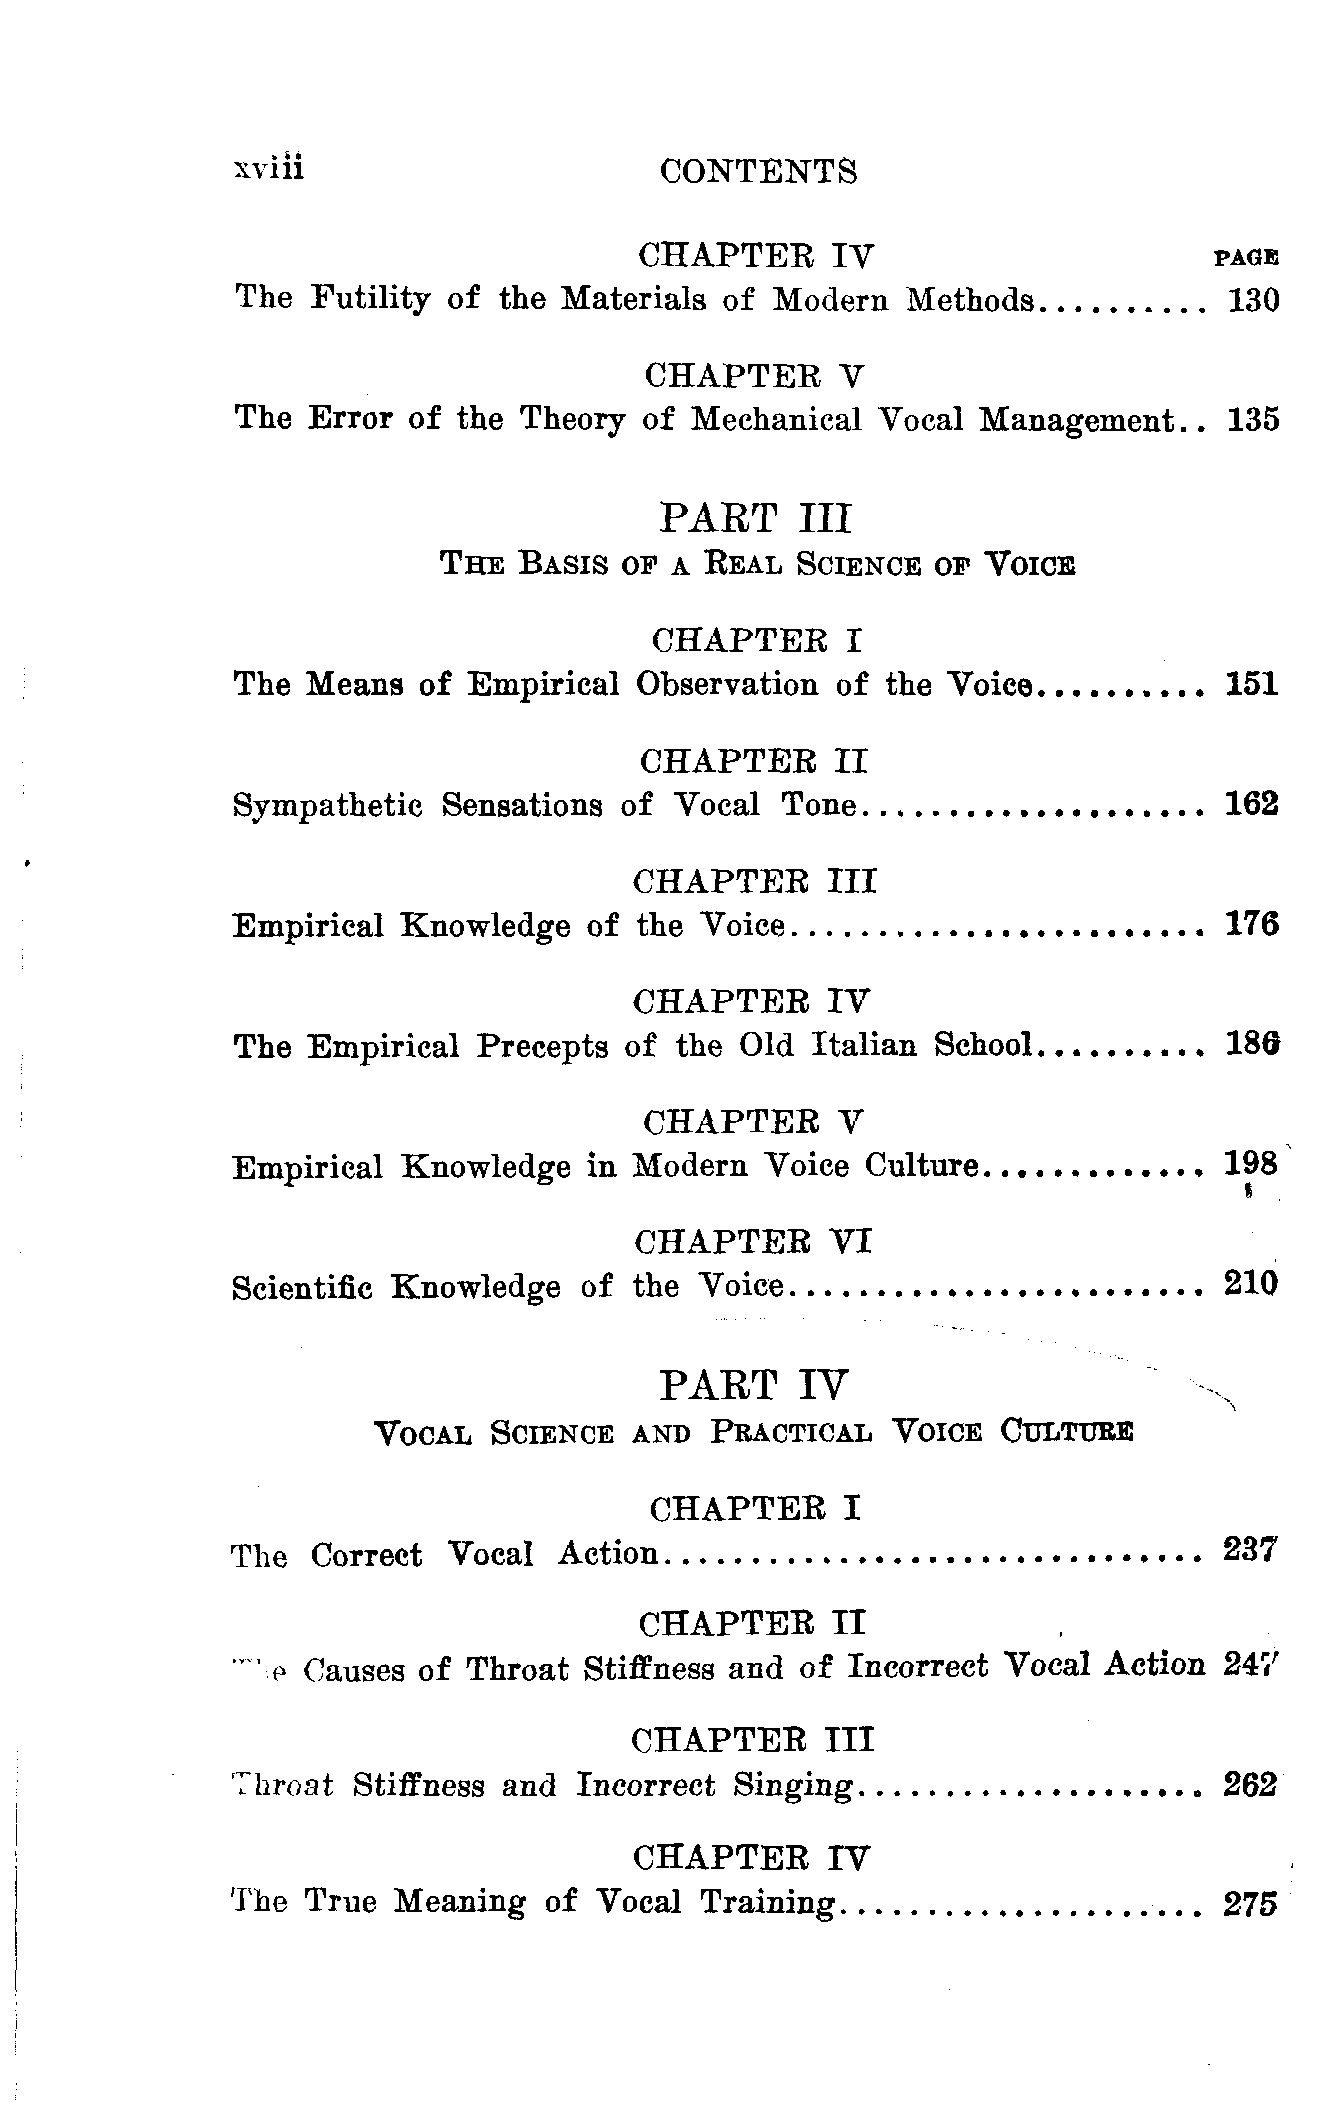 xviii CONTENTS
CHAPTER IV PAGE
The Futility of the Materials of Modern Methods.......... 130
CHAPTER V
The Error of the Theory of Mechanical Vocal Management.. 135
PART III
THE BASIS OF A REAL SCIENCE OF VOICE
CHAPTER I
The Means of Empirical Observation of the Voice.......... 151
CHAPTER II
Sympathetic Sensations of Vocal Tone.................... 162
CHAPTER III
Empirical Knowledge of the Voice........................ 176
CHAPTER IV
The Empirical Precepts of the Old Italian School.......... 186
CHAPTER V
Empirical Knowledge in Modern Voice Culture............. 198
CHAPTER VI
Scientific Knowledge of the Voice........................ 210
PART IV
VOCAL SCIENCE AND PRACTICAL VOICE CULTURE
CHAPTER I
The Correct Vocal Action............................... 237
CHAPTER II
The Causes of Throat Stiffness and of Incorrect Vocal Action 247
CHAPTER III
Throat Stiffness and Incorrect Singing.................... 262
CHAPTER IV
The True Meaning of Vocal Training..................... 275